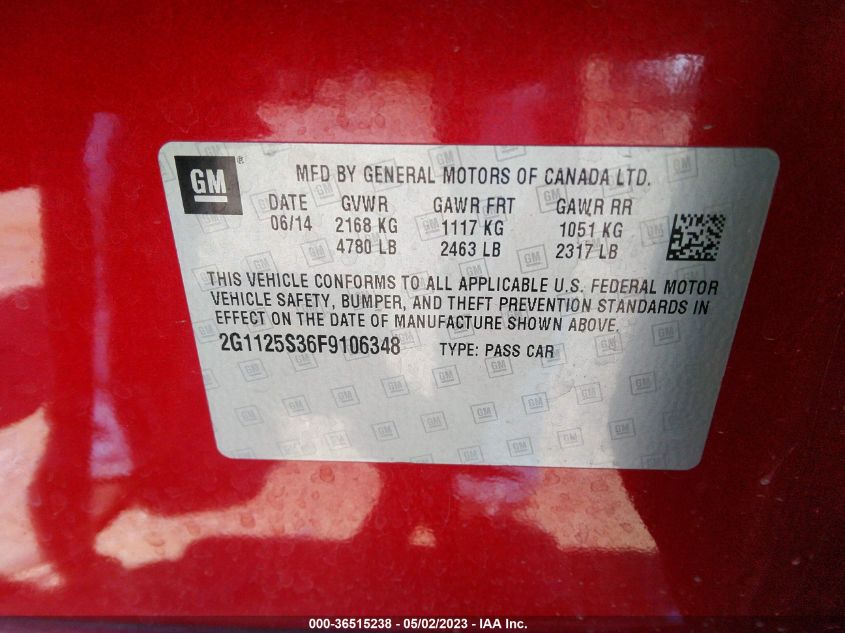 GM ®
MFD BY GENERAL MOTORS OF CANADA LTD.
DATE GVWR GAWR FRT GAWR RR
06/14 2168 KG 1117 KG 1051 KG
4780 LB 2463 LB 2317 LB
THIS VEHICLE CONFORMS TO ALL APPLICABLE U.S. FEDERAL MOTOR
VEHICLE SAFETY, BUMPER, AND THEFT PREVENTION STANDARDS IN
EFFECT ON THE DATE OF MANUFACTURE SHOWN ABOVE.
2G1125S36F9106348 TYPE: PASS CAR
000-36515238 - 05/02/2023 - IAA Inc.